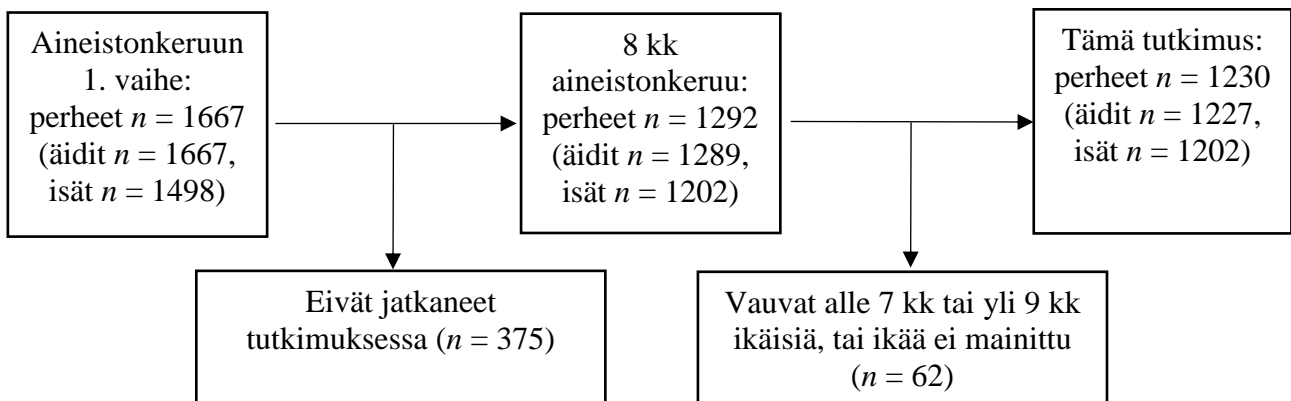 Aineistonkeruun
1. vaihe:
perheet n = 1667
(äidit n = 1667,
isät n = 1498)
8 kk
aineistonkeruu:
perheet n = 1292
(äidit n = 1289,
isät n = 1202)
Tämä tutkimus:
perheet n = 1230
(äidit n = 1227,
isät n = 1202)
Eivät jatkaneet
tutkimuksessa (n = 375)
Vauvat alle 7 kk tai yli 9 kk
ikäisiä, tai ikää ei mainittu
(n = 62)